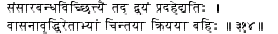 संसारबन्धविच्छित्त्यै तद् द्वयं प्रदहेद्यतिः ।
वासनावृद्धिरेताभ्यां चिन्तया क्रियया बहिः ॥ ३१४॥